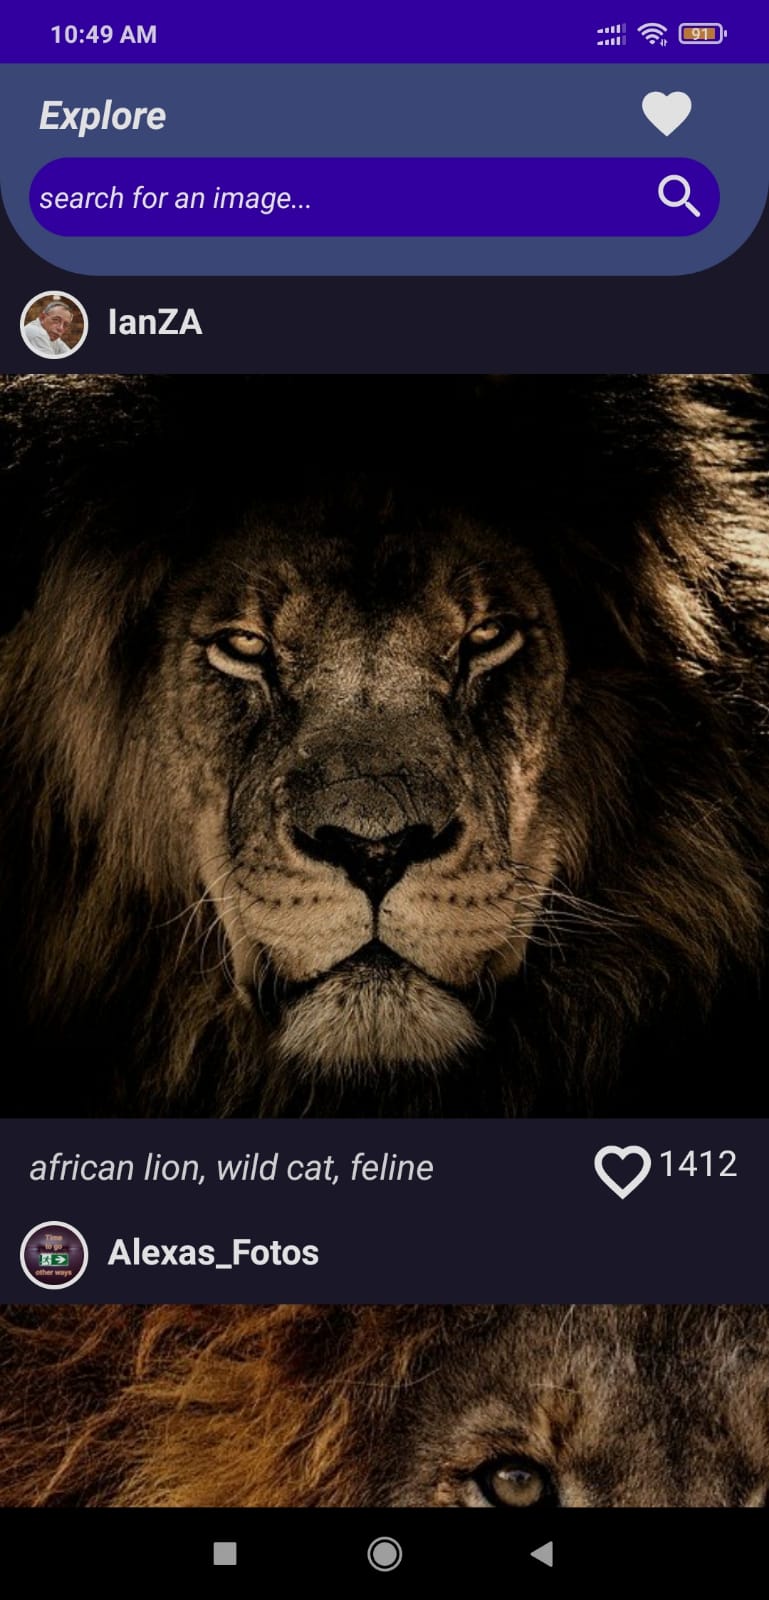 10:49 AM
91
Explore
search for an image...
IanZA
african lion, wild cat, feline
1412
Time
to go
other ways
Alexas_Fotos